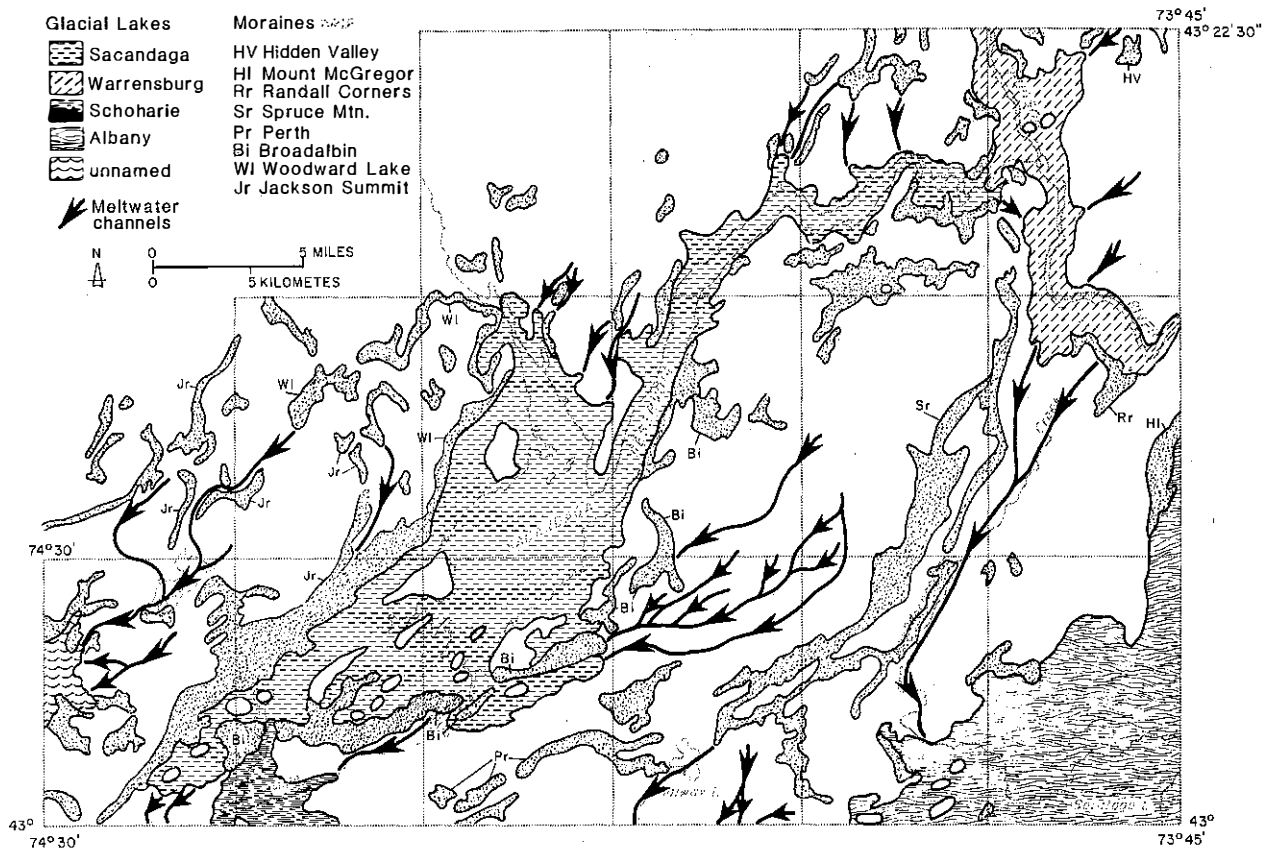 Glacial Lakes
Sacandaga
Warrensburg
Schoharie
Albany
unnamed
Meltwater
channels
N
0 5 MILES
5 KILOMETES
Moraines
HV Hidden Valley
HI Mount McGregor
Rr Randall Corners
Sr Spruce Mtn.
Pr Perth
Bi Broadalbin
WI Woodward Lake
Jr Jackson Summit
73°45'
43° 22'30"
HV
WI
Jr
WI
WI
Sr
Rr
HI
Bi
Jr
Jr
Jr
Bi
74°30'
Jr
Bi
Bi
Bi
Bi
Pr
43°
74°30'
43°
73°45'